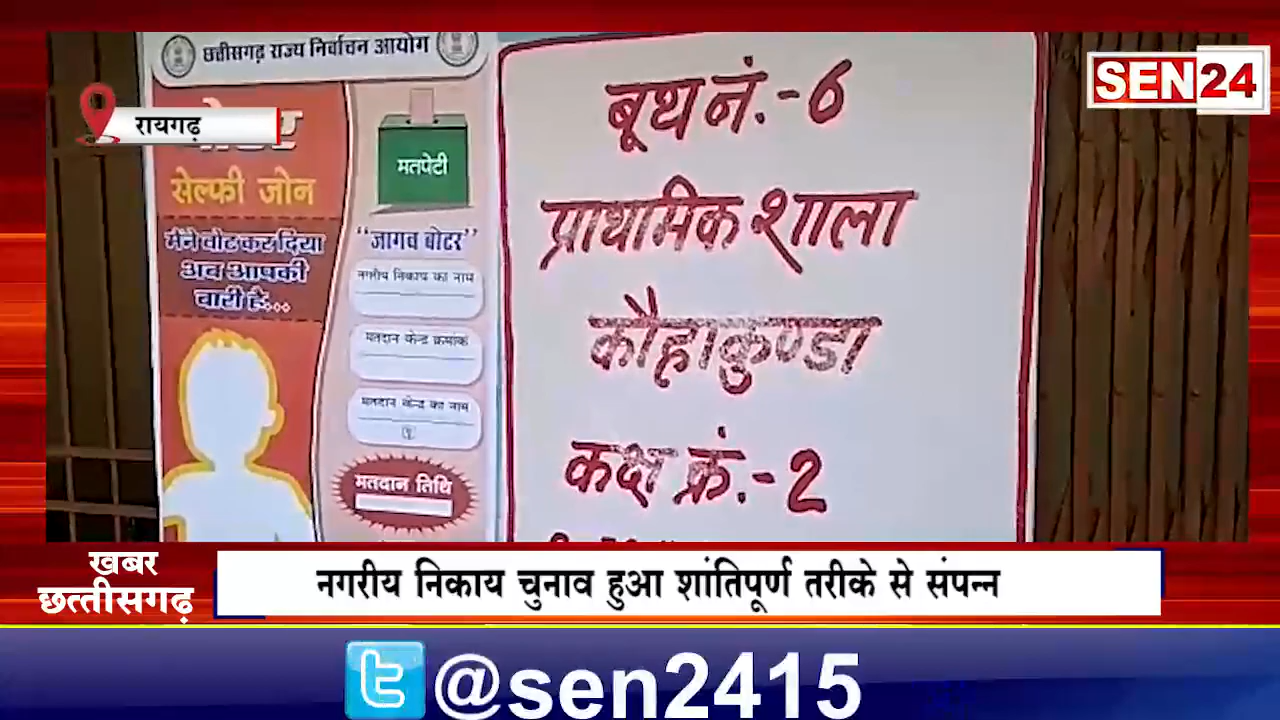 छत्तीसगढ़ राज्य निर्वाचन आयोग
SEN24
रायगढ़
सेल्फी जोन
मैने वोट कर दिया
अब आपकी
बारी है...
मतपेटी
"जागव बोटर"
नगरीय निकाय का नाम
मतदान केन्द्र क्रमांक
मतदान केन्द्र का नाम
मतदान तिथि
बूथ नं.-6
प्राथमिक शाला
कौहाकुण्डा
कक्ष क्रं.-2
खबर
छत्तीसगढ़
नगरीय निकाय चुनाव हुआ शांतिपूर्ण तरीके से संपन्न
@sen2415